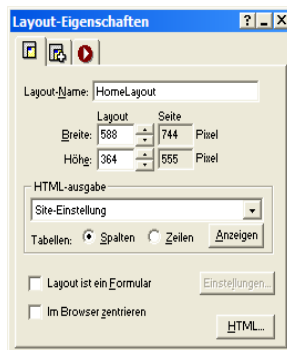 Layout-Eigenschaften
Layout-Name: HomeLayout
Layout Seite
Breite: 588 744 Pixel
Höhe: 364 555 Pixel
HTML-ausgabe
Site-Einstellung
Tabellen: Spalten Zeilen Anzeigen
Layout ist ein Formular Einstellungen...
Im Browser zentrieren
HTML...